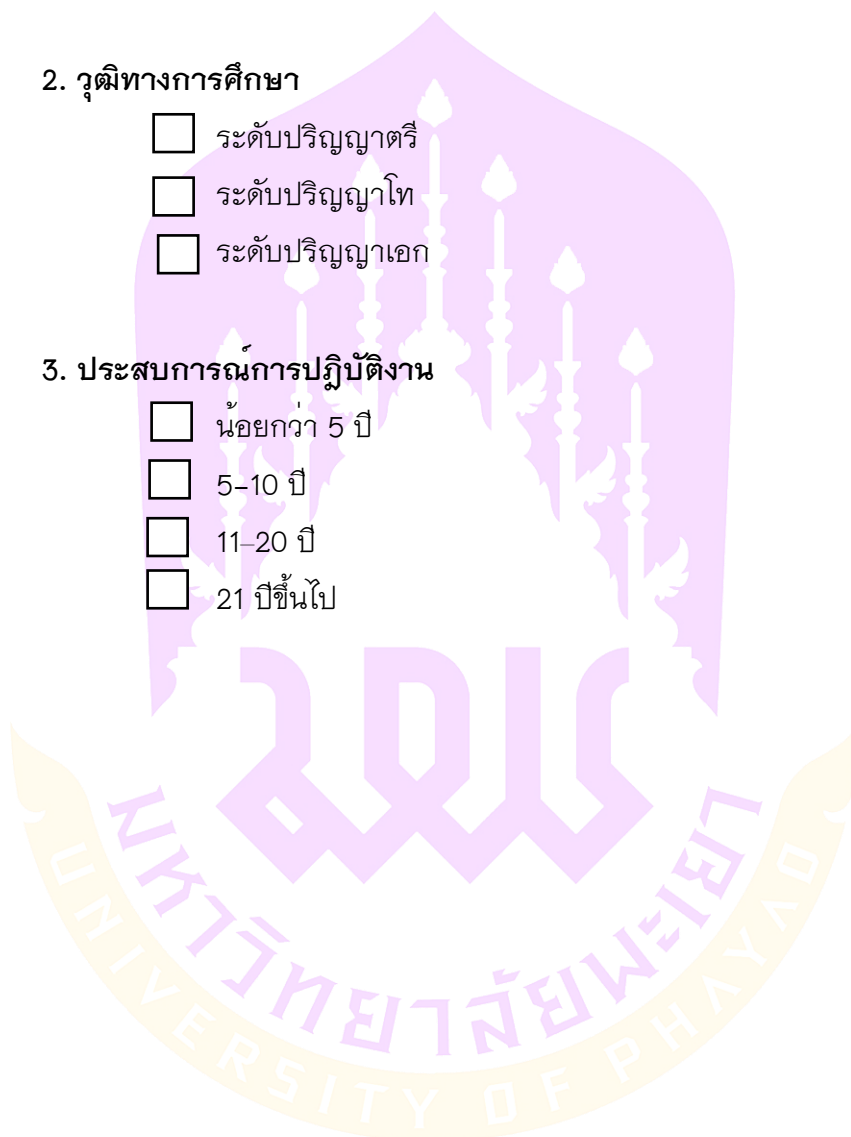 2. วุฒิทางการศึกษา
ระดับปริญญาตรี
ระดับปริญญาโท
ระดับปริญญาเอก
3. ประสบการณ์การปฎิบัติงาน
น้อยกว่า 5 ปี
5-10 ปี
11–20 ปี
21 ปีขึ้นไป
มหาวิทยาลัยพะเยา
UNIVERSITY OF PHAYAO